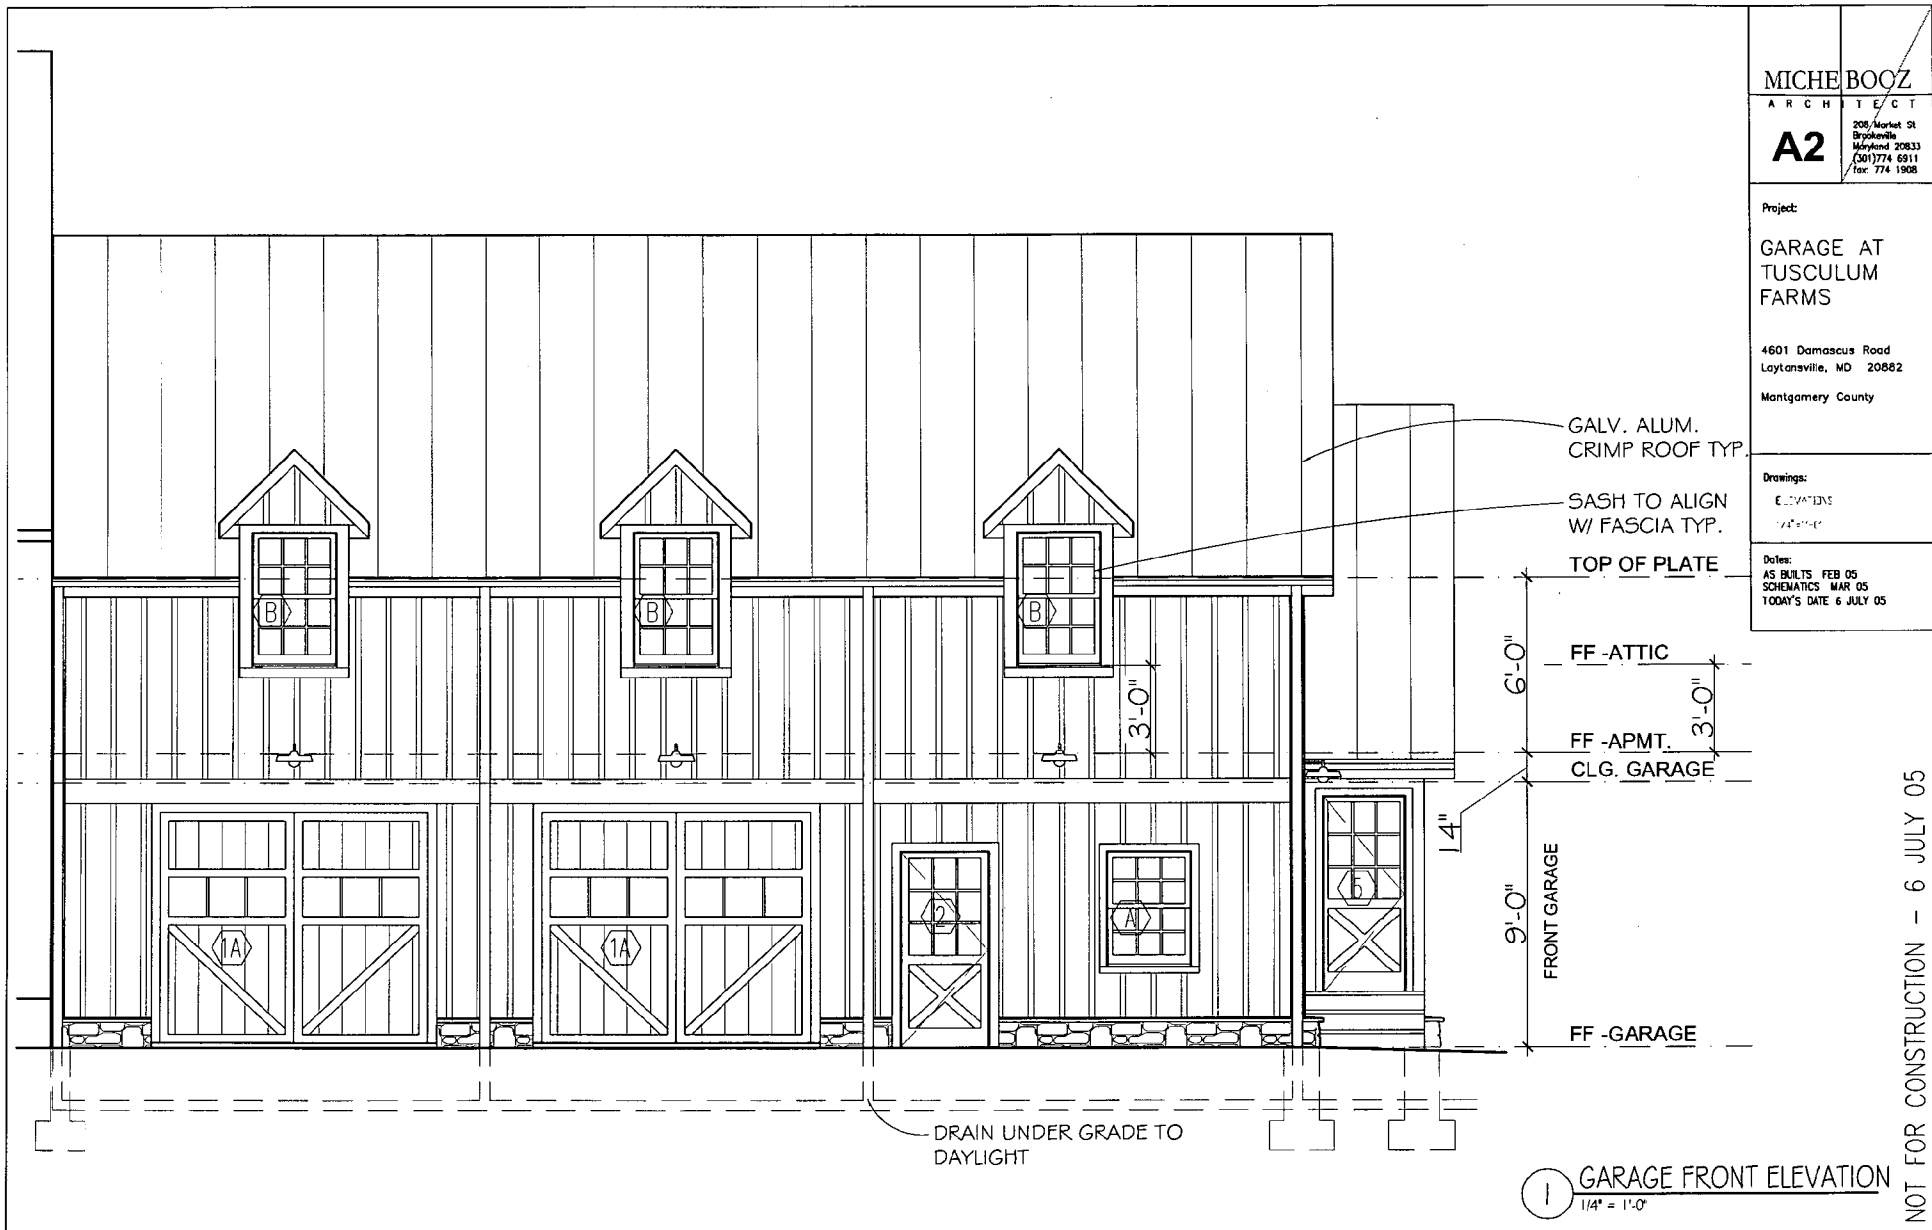 MICHE BOOZ
ARCHITECT
A2
208 Market St
Brookeville
Maryland 20833
(301)774 6911
fax: 774 1908
Project:
GARAGE AT
TUSCULUM
FARMS
4601 Damascus Road
Laytonsville, MD 20882
Montgomery County
Drawings:
ELEVATIONS
Dates:
AS BUILTS FEB 05
SCHEMATICS MAR 05
TODAY'S DATE 6 JULY 05
GALV. ALUM.
CRIMP ROOF TYP.
SASH TO ALIGN
W/ FASCIA TYP.
TOP OF PLATE
FF -ATTIC
FF -APMT.
CLG. GARAGE
FF -GARAGE
6'-0"
3'-0"
3'-0"
14"
9'-0"
FRONT GARAGE
B
B
B
1A
1A
2
A
5
DRAIN UNDER GRADE TO
DAYLIGHT
1
GARAGE FRONT ELEVATION
1/4" = 1'-0"
NOT FOR CONSTRUCTION - 6 JULY 05